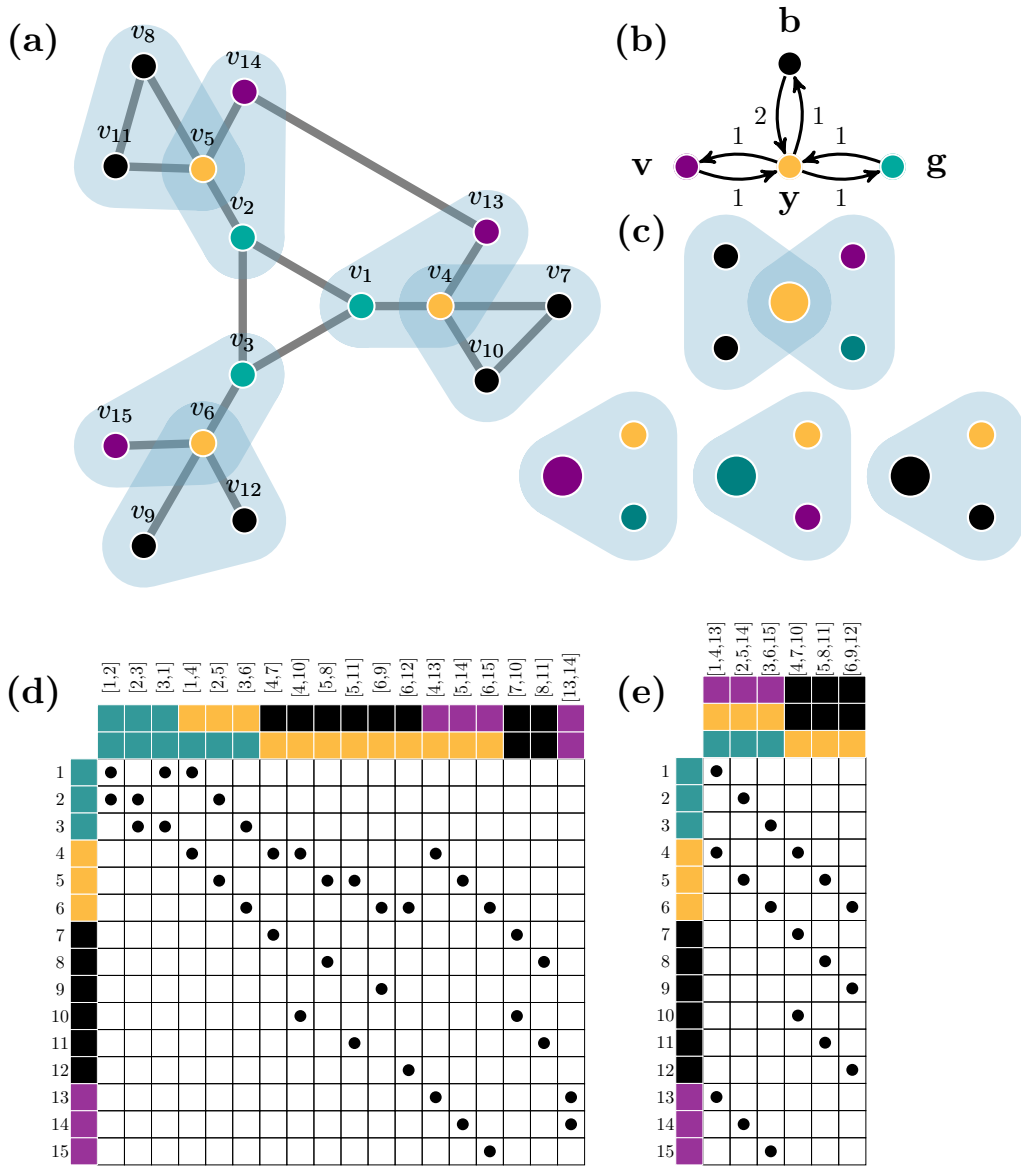 (a)
v8
v14
v11
v5
v2
v13
v1
v4
v7
v3
v10
v15
v6
v12
v9
(b)
b
2
1
1
1
v
g
1
y
1
(c)
(d)
[1,2]
[2,3]
[3,1]
[1,4]
[2,5]
[3,6]
[4,7]
[4,10]
[5,8]
[5,11]
[6,9]
[6,12]
[4,13]
[5,14]
[6,15]
[7,10]
[8,11]
[13,14]
1
2
3
4
5
6
7
8
9
10
11
12
13
14
15
(e)
[1,4,13]
[2,5,14]
[3,6,15]
[4,7,10]
[5,8,11]
[6,9,12]
1
2
3
4
5
6
7
8
9
10
11
12
13
14
15